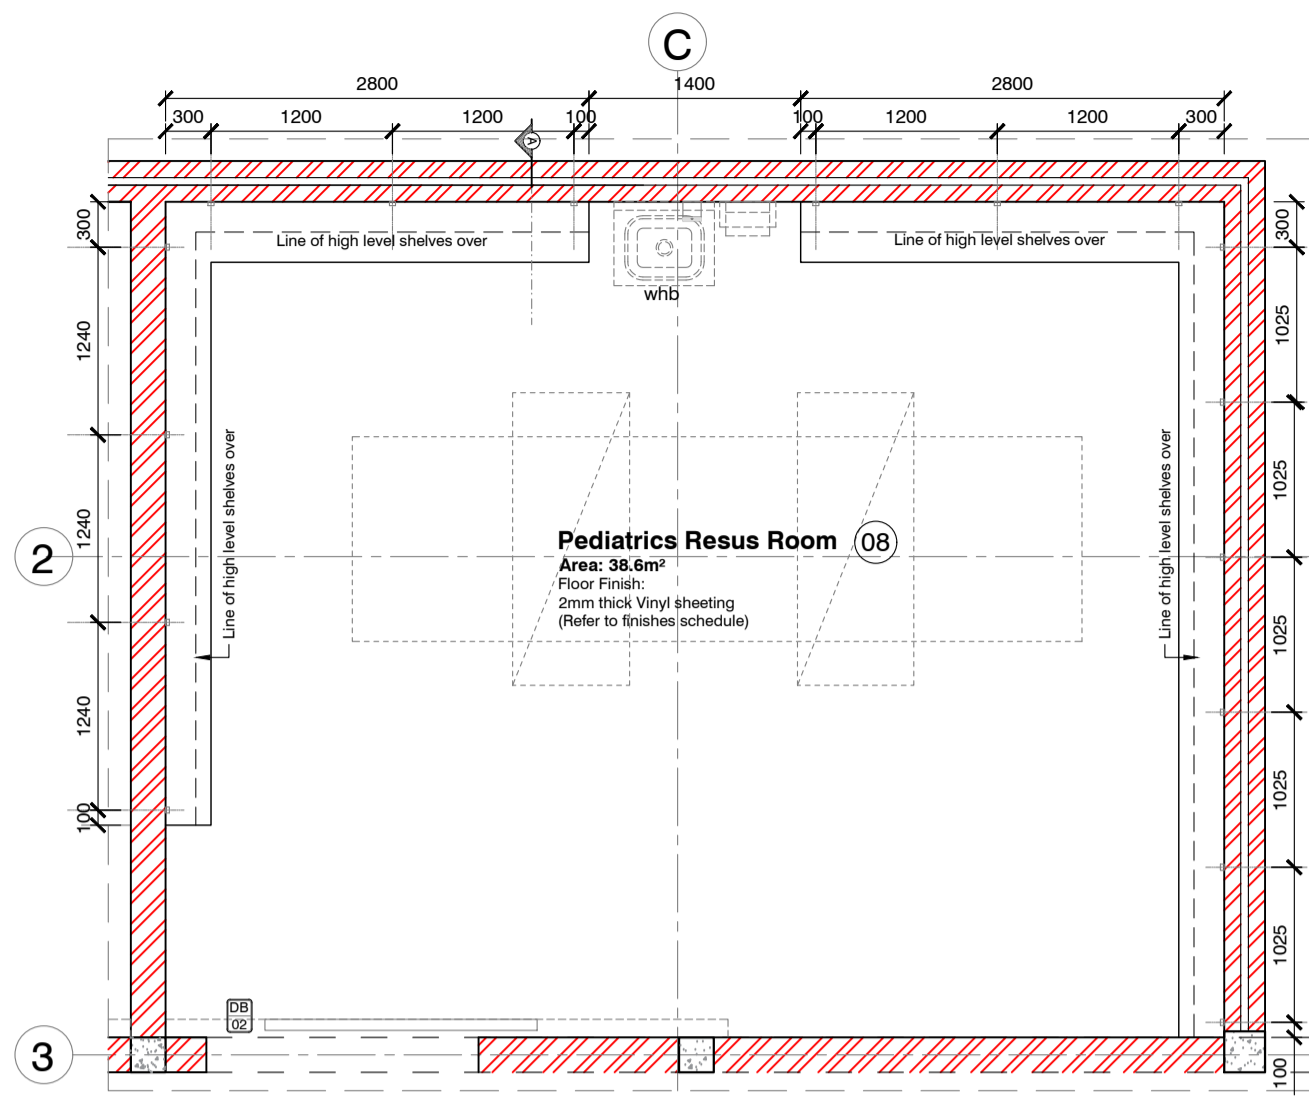 C
2800
1400
2800
300
1200
1200
100
100
1200
1200
300
A
300
300
Line of high level shelves over
Line of high level shelves over
whb
1240
1025
Line of high level shelves over
Line of high level shelves over
1025
2
1240
Pediatrics Resus Room
08
Area: 38.6m²
Floor Finish:
2mm thick Vinyl sheeting
(Refer to finishes schedule)
1025
1240
1025
100
1025
DB
02
3
100